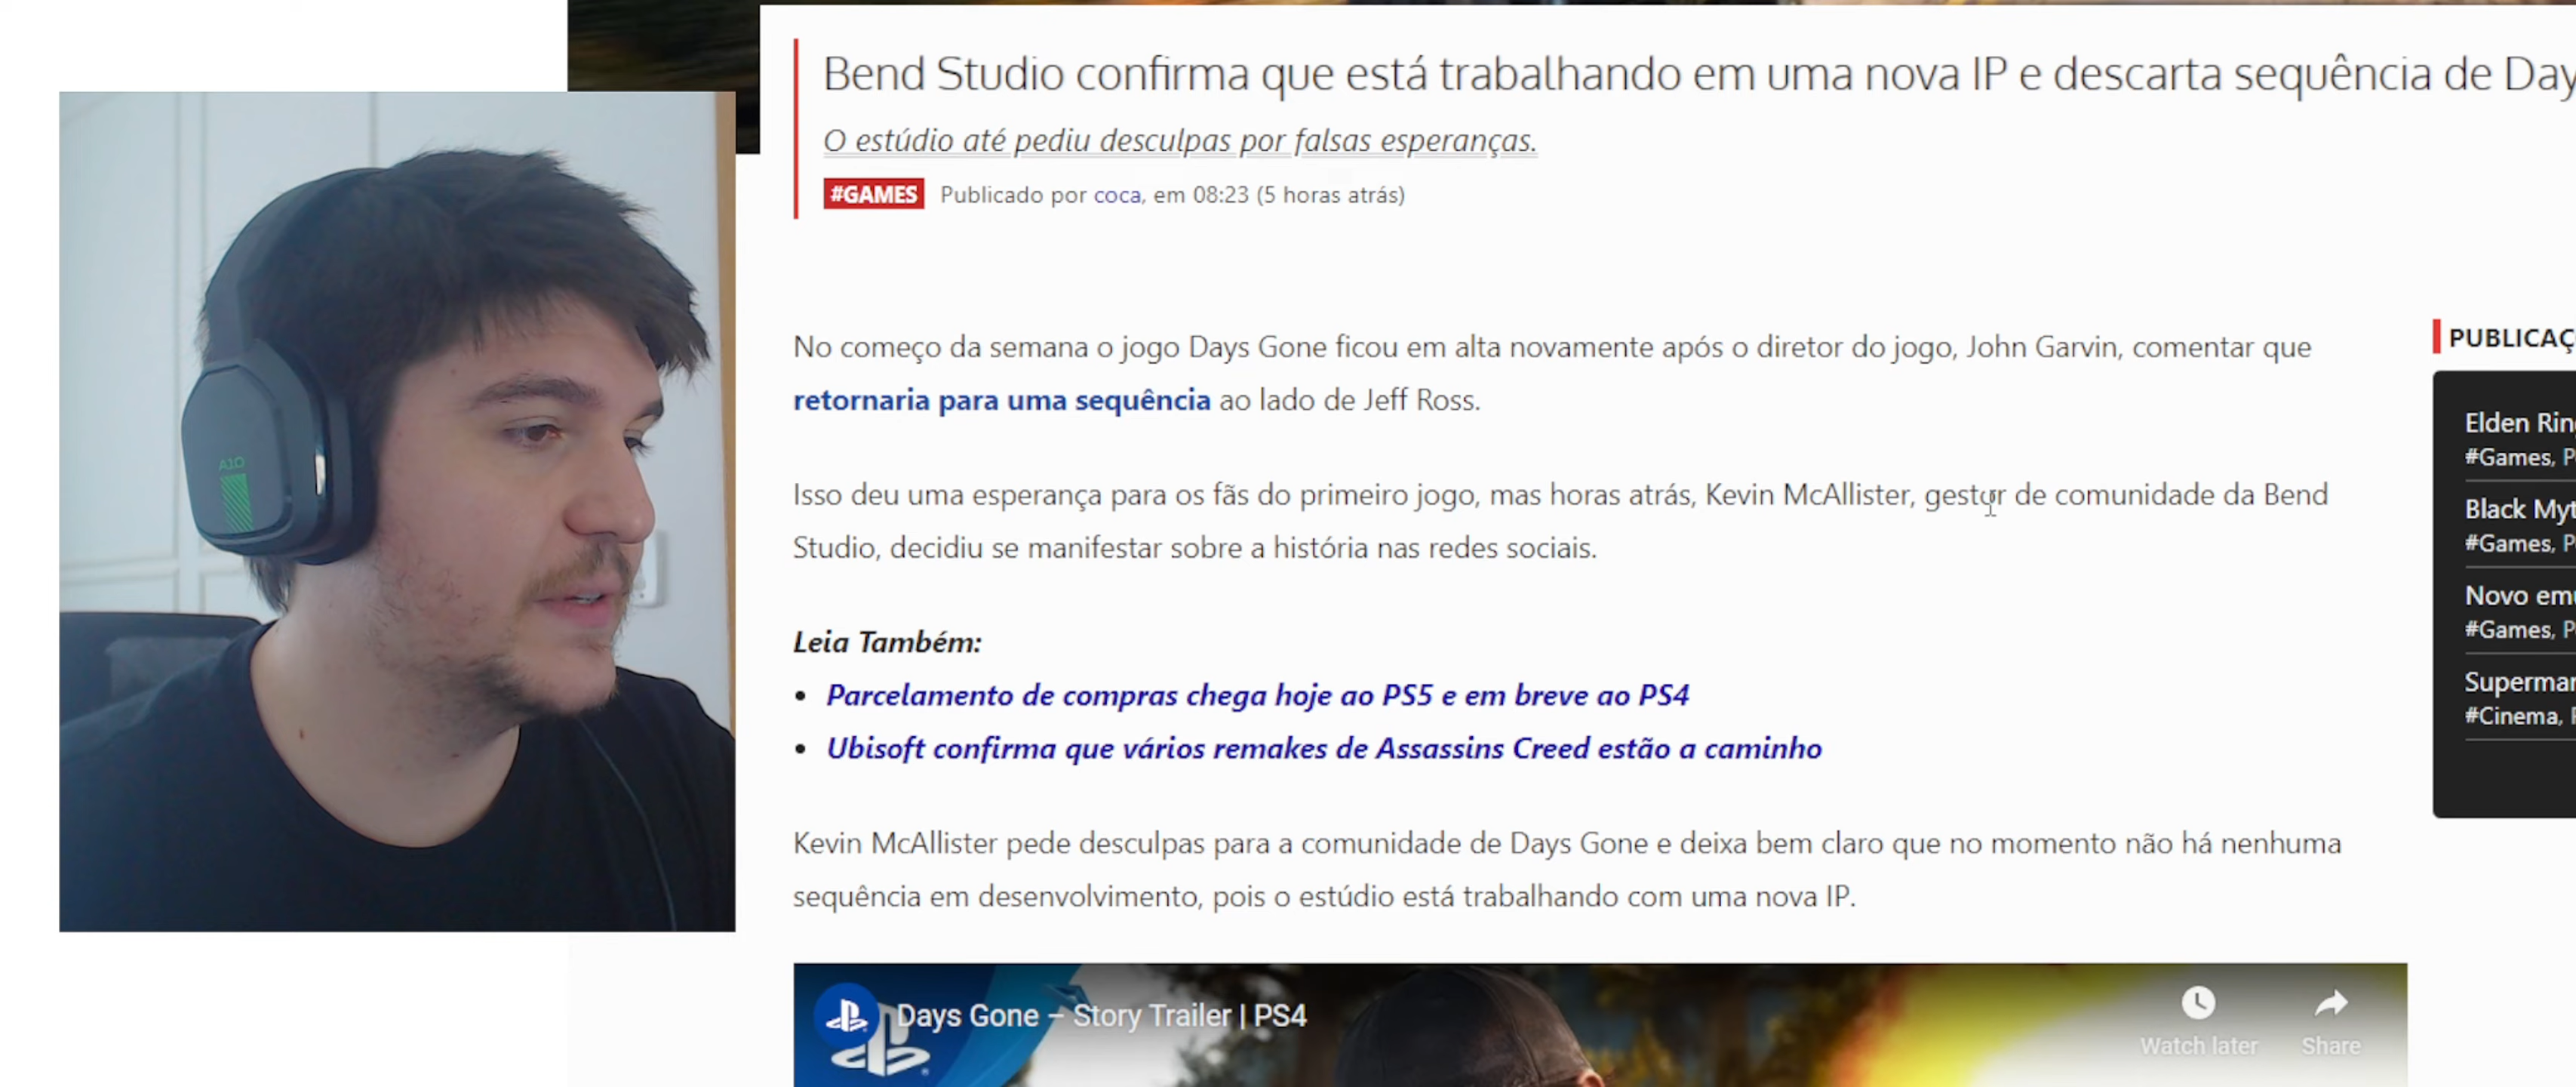 Bend Studio confirma que está trabalhando em uma nova IP e descarta sequência de Day
O estúdio até pediu desculpas por falsas esperanças.
#GAMES Publicado por coca, em 08:23 (5 horas atrás)
No começo da semana o jogo Days Gone ficou em alta novamente após o diretor do jogo, John Garvin, comentar que
retornaria para uma sequência ao lado de Jeff Ross.
Isso deu uma esperança para os fãs do primeiro jogo, mas horas atrás, Kevin McAllister, gestor de comunidade da Bend
Studio, decidiu se manifestar sobre a história nas redes sociais.
Leia Também:
• Parcelamento de compras chega hoje ao PS5 e em breve ao PS4
• Ubisoft confirma que vários remakes de Assassins Creed estão a caminho
Kevin McAllister pede desculpas para a comunidade de Days Gone e deixa bem claro que no momento não há nenhuma
sequência em desenvolvimento, pois o estúdio está trabalhando com uma nova IP.
Days Gone – Story Trailer | PS4
Watch later
Share
PUBLICAÇ
Elden Rin
#Games, P
Black Myt
#Games, P
Novo emu
#Games, P
Superman
#Cinema, P
A10